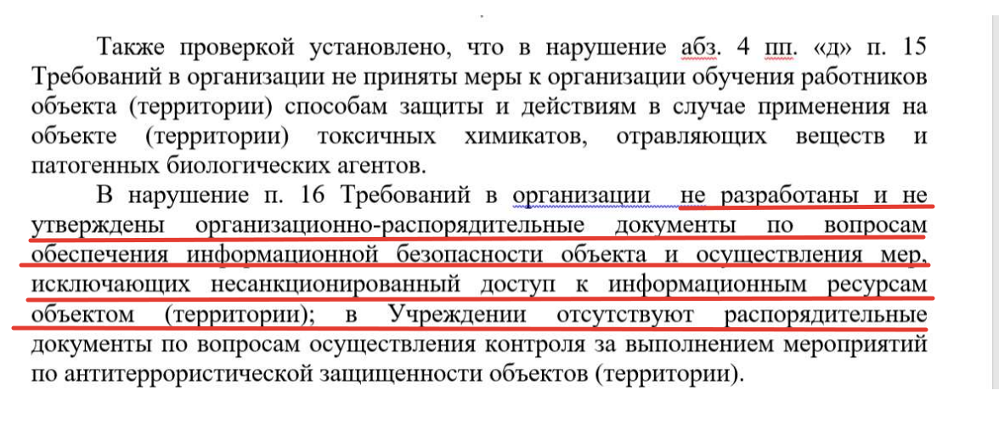 Также проверкой установлено, что в нарушение абз. 4 пп. «д» п. 15
Требований в организации не приняты меры к организации обучения работников
объекта (территории) способам защиты и действиям в случае применения на
объекте (территории) токсичных химикатов, отравляющих веществ и
патогенных биологических агентов.
В нарушение п. 16 Требований в организации не разработаны и не
утверждены организационно-распорядительные документы по вопросам
обеспечения информационной безопасности объекта и осуществления мер,
исключающих несанкционированный доступ к информационным ресурсам
объектом (территории); в Учреждении отсутствуют распорядительные
документы по вопросам осуществления контроля за выполнением мероприятий
по антитеррористической защищенности объектов (территории).